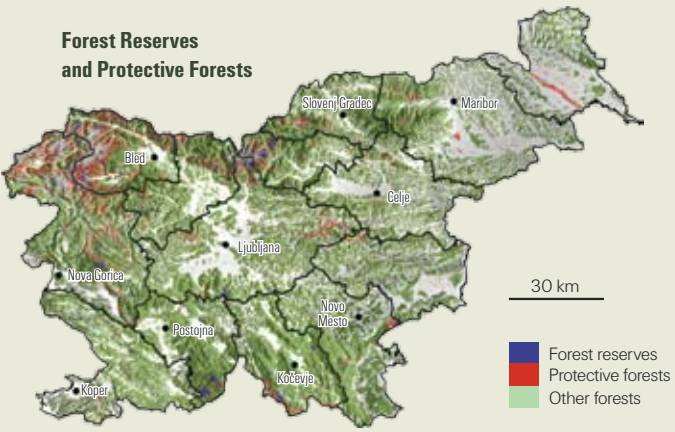 Forest Reserves
and Protective Forests
Slovenj Gradec
Maribor
Bled
Celje
Ljubljana
Nova Gorica
30 km
Novo
Mesto
Postojna
Forest reserves
Protective forests
Kočevje
Koper
Other forests